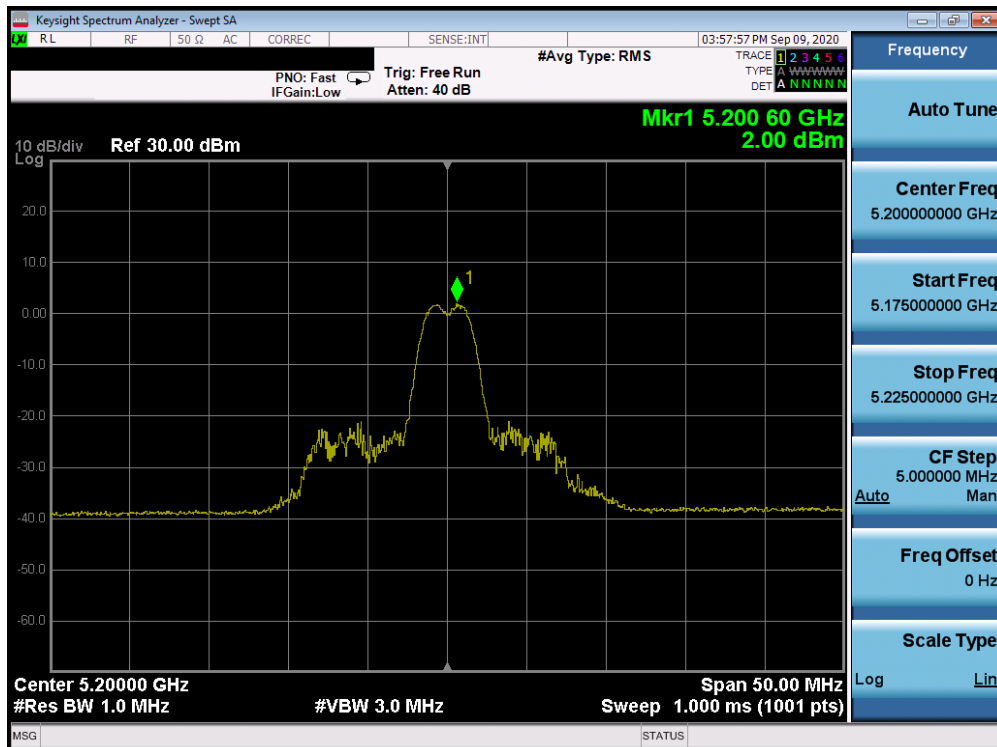 Keysight Spectrum Analyzer - Swept SA
LXI RL RF 50 Ω AC CORREC SENSE:INT 03:57:57 PM Sep 09, 2020
Frequency
PNO: Fast
IFGain:Low
Trig: Free Run
Atten: 40 dB
#Avg Type: RMS
TRACE 1 2 3 4 5 6
TYPE A WWWWW
DET A N N N N N
Auto Tune
Mkr1 5.200 60 GHz
2.00 dBm
10 dB/div Ref 30.00 dBm
Log
20.0
10.0
0.00
-10.0
-20.0
-30.0
-40.0
-50.0
-60.0
1
Center Freq
5.200000000 GHz
Start Freq
5.175000000 GHz
Stop Freq
5.225000000 GHz
CF Step
5.000000 MHz
Auto Man
Freq Offset
0 Hz
Scale Type
Log Lin
Center 5.20000 GHz Span 50.00 MHz
#Res BW 1.0 MHz #VBW 3.0 MHz Sweep 1.000 ms (1001 pts)
MSG STATUS